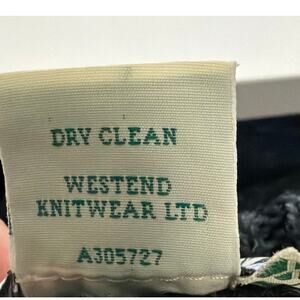 DRY CLEAN
WESTEND
KNITWEAR LTD
A305727